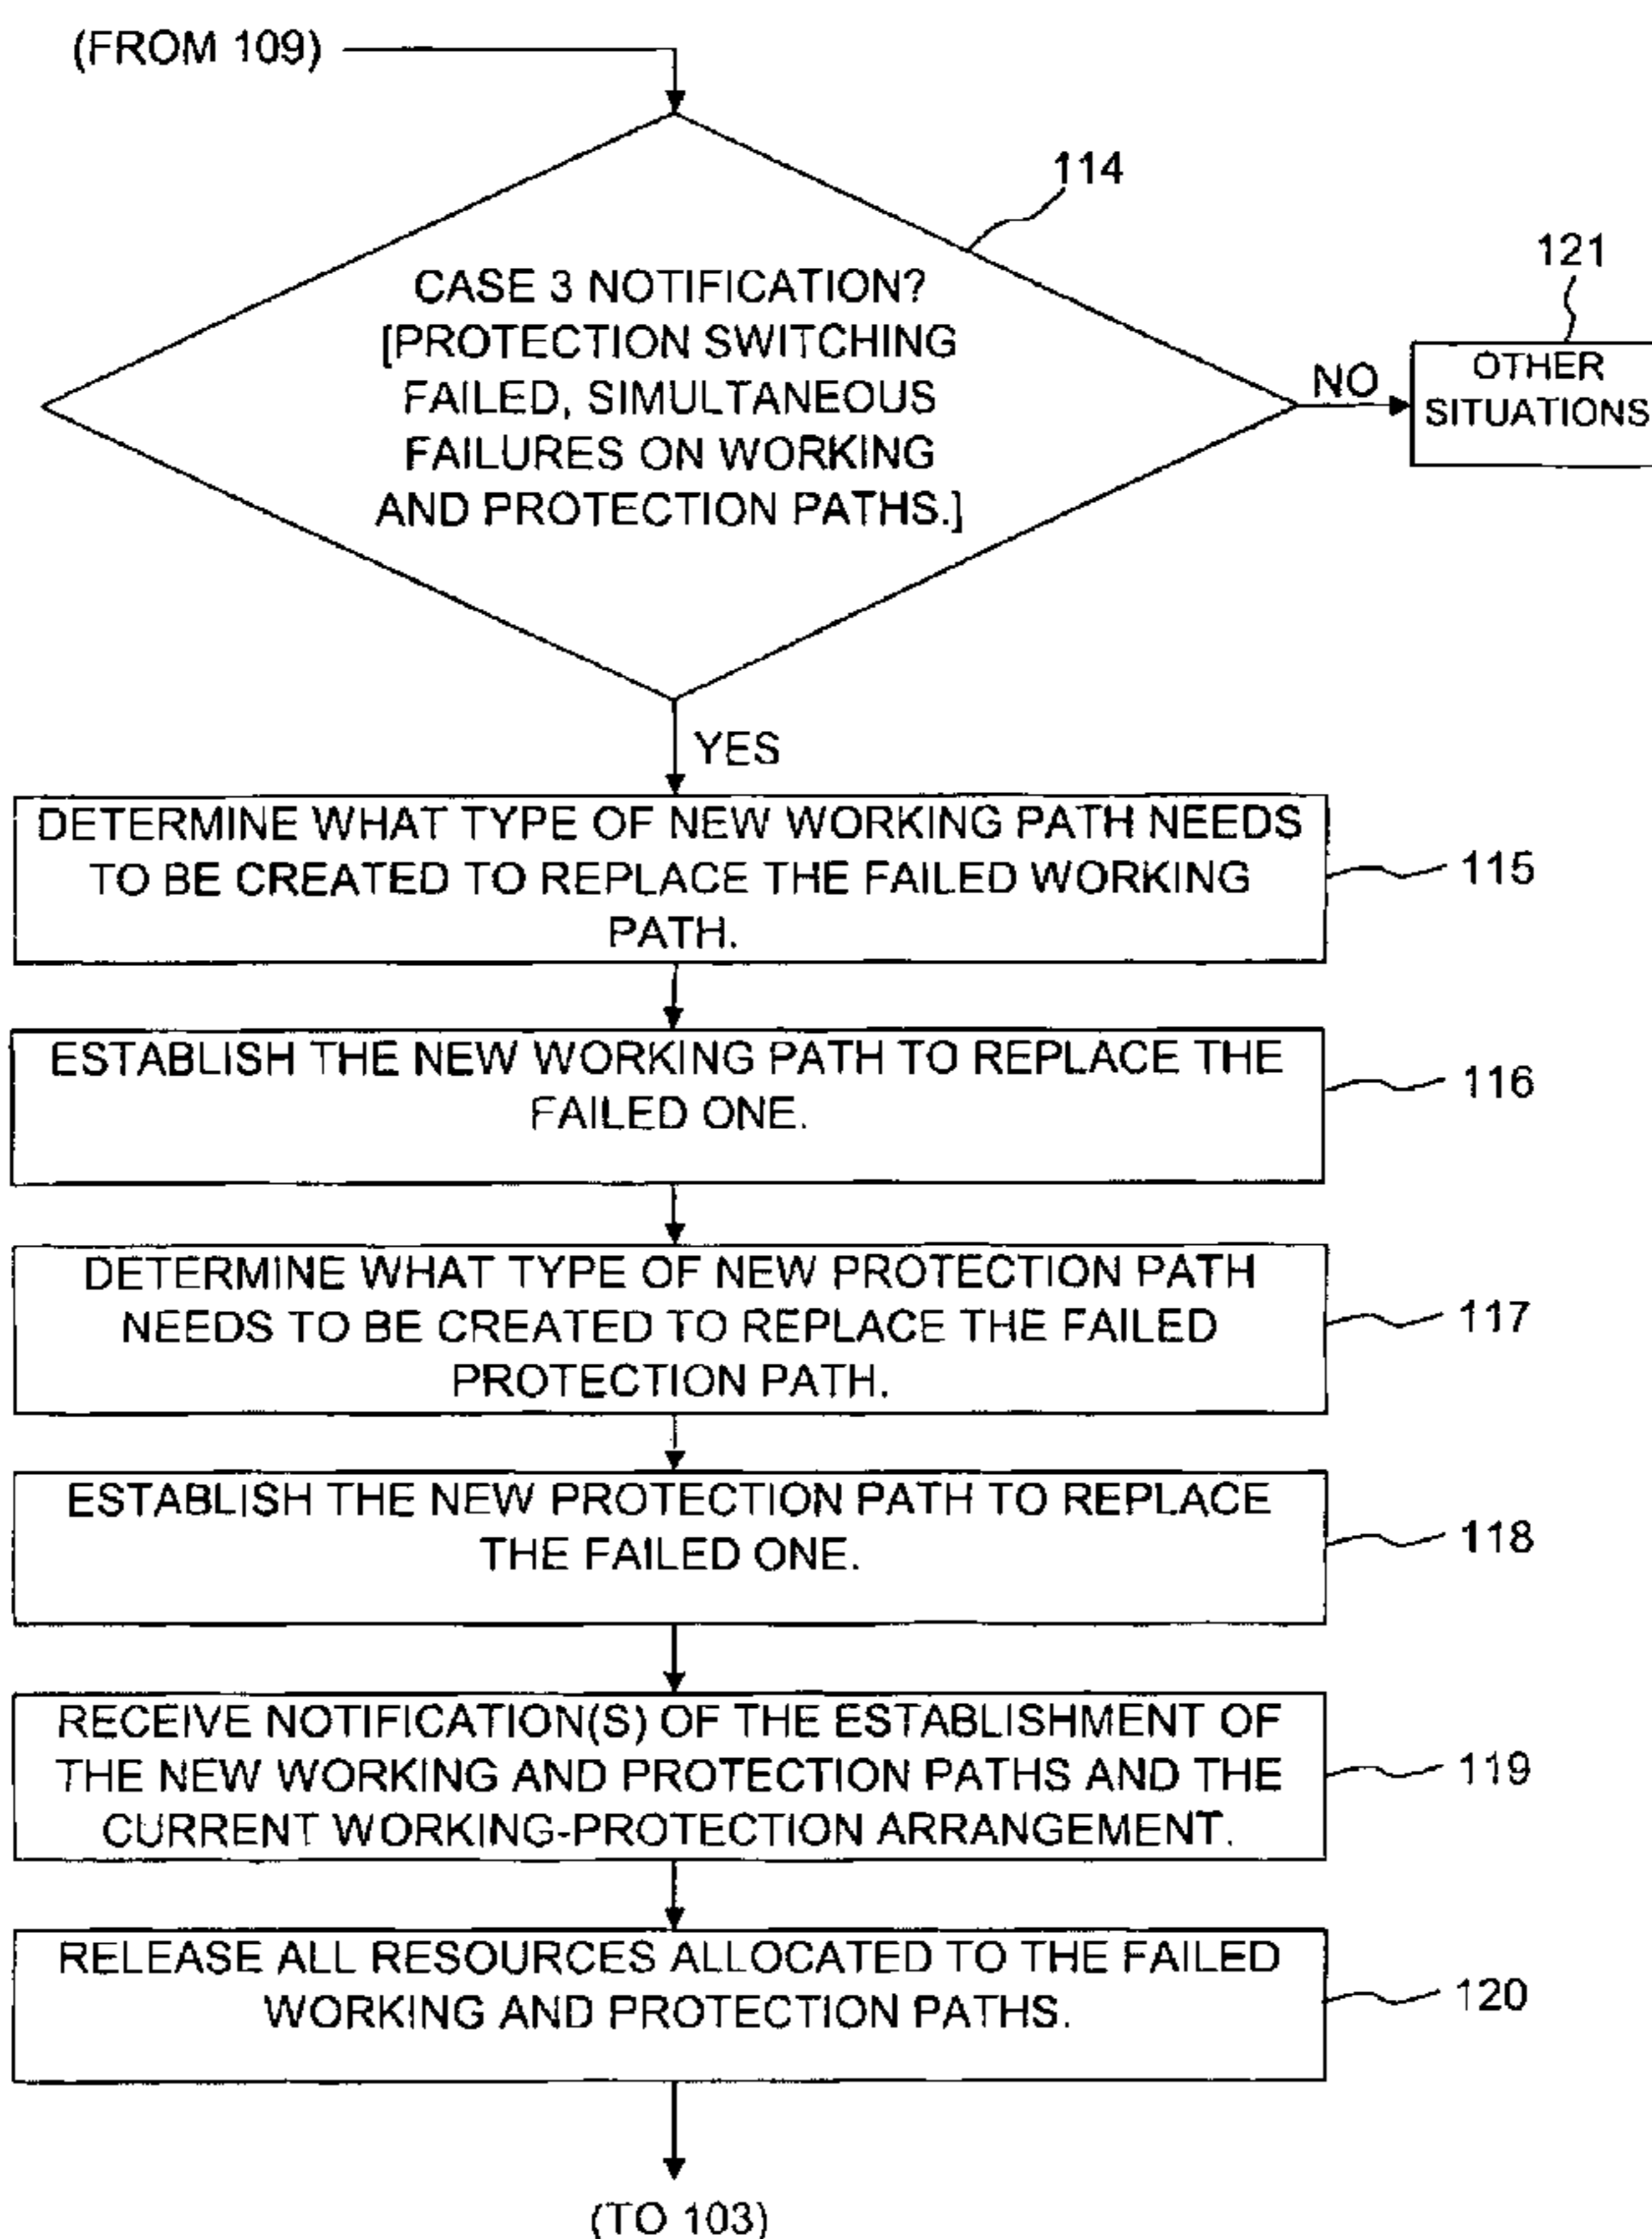 (FROM 109)
114
CASE 3 NOTIFICATION?
[PROTECTION SWITCHING
FAILED, SIMULTANEOUS
FAILURES ON WORKING
AND PROTECTION PATHS.]
NO
121
OTHER
SITUATIONS
YES
DETERMINE WHAT TYPE OF NEW WORKING PATH NEEDS
TO BE CREATED TO REPLACE THE FAILED WORKING
PATH.
115
ESTABLISH THE NEW WORKING PATH TO REPLACE THE
FAILED ONE.
116
DETERMINE WHAT TYPE OF NEW PROTECTION PATH
NEEDS TO BE CREATED TO REPLACE THE FAILED
PROTECTION PATH.
117
ESTABLISH THE NEW PROTECTION PATH TO REPLACE
THE FAILED ONE.
118
RECEIVE NOTIFICATION(S) OF THE ESTABLISHMENT OF
THE NEW WORKING AND PROTECTION PATHS AND THE
CURRENT WORKING-PROTECTION ARRANGEMENT.
119
RELEASE ALL RESOURCES ALLOCATED TO THE FAILED
WORKING AND PROTECTION PATHS.
120
(TO 103)